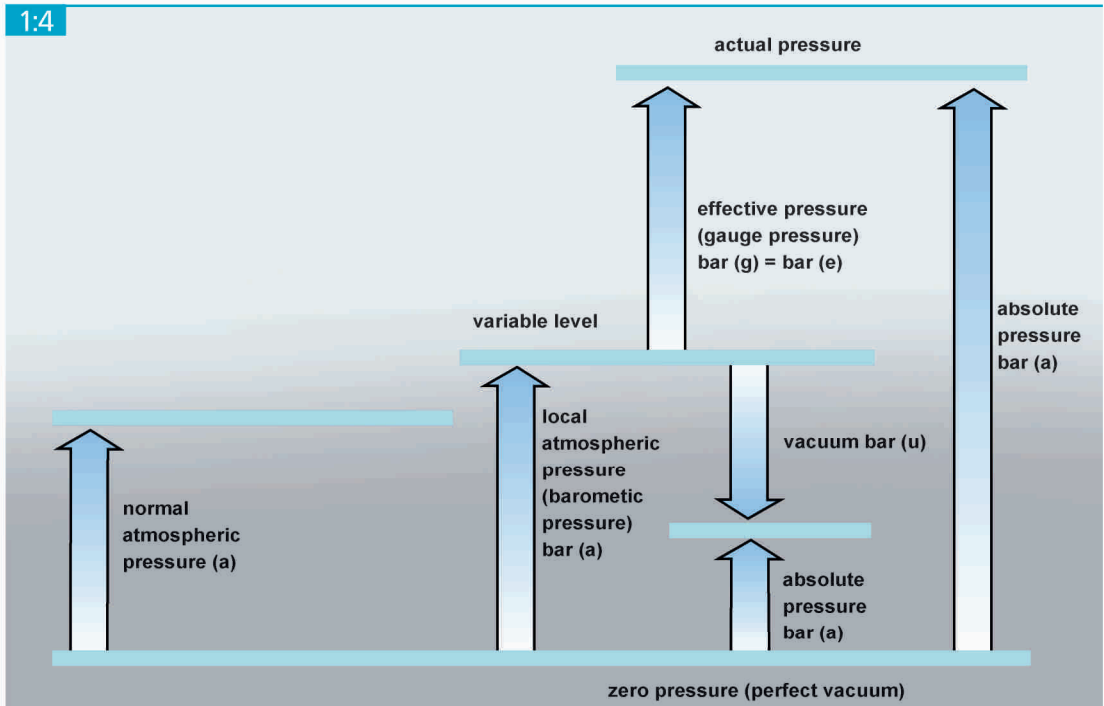 1:4
actual pressure
effective pressure
(gauge pressure)
bar (g) = bar (e)
absolute
pressure
bar (a)
variable level
local
atmospheric
pressure
(barometic
pressure)
bar (a)
vacuum bar (u)
normal
atmospheric
pressure (a)
absolute
pressure
bar (a)
zero pressure (perfect vacuum)